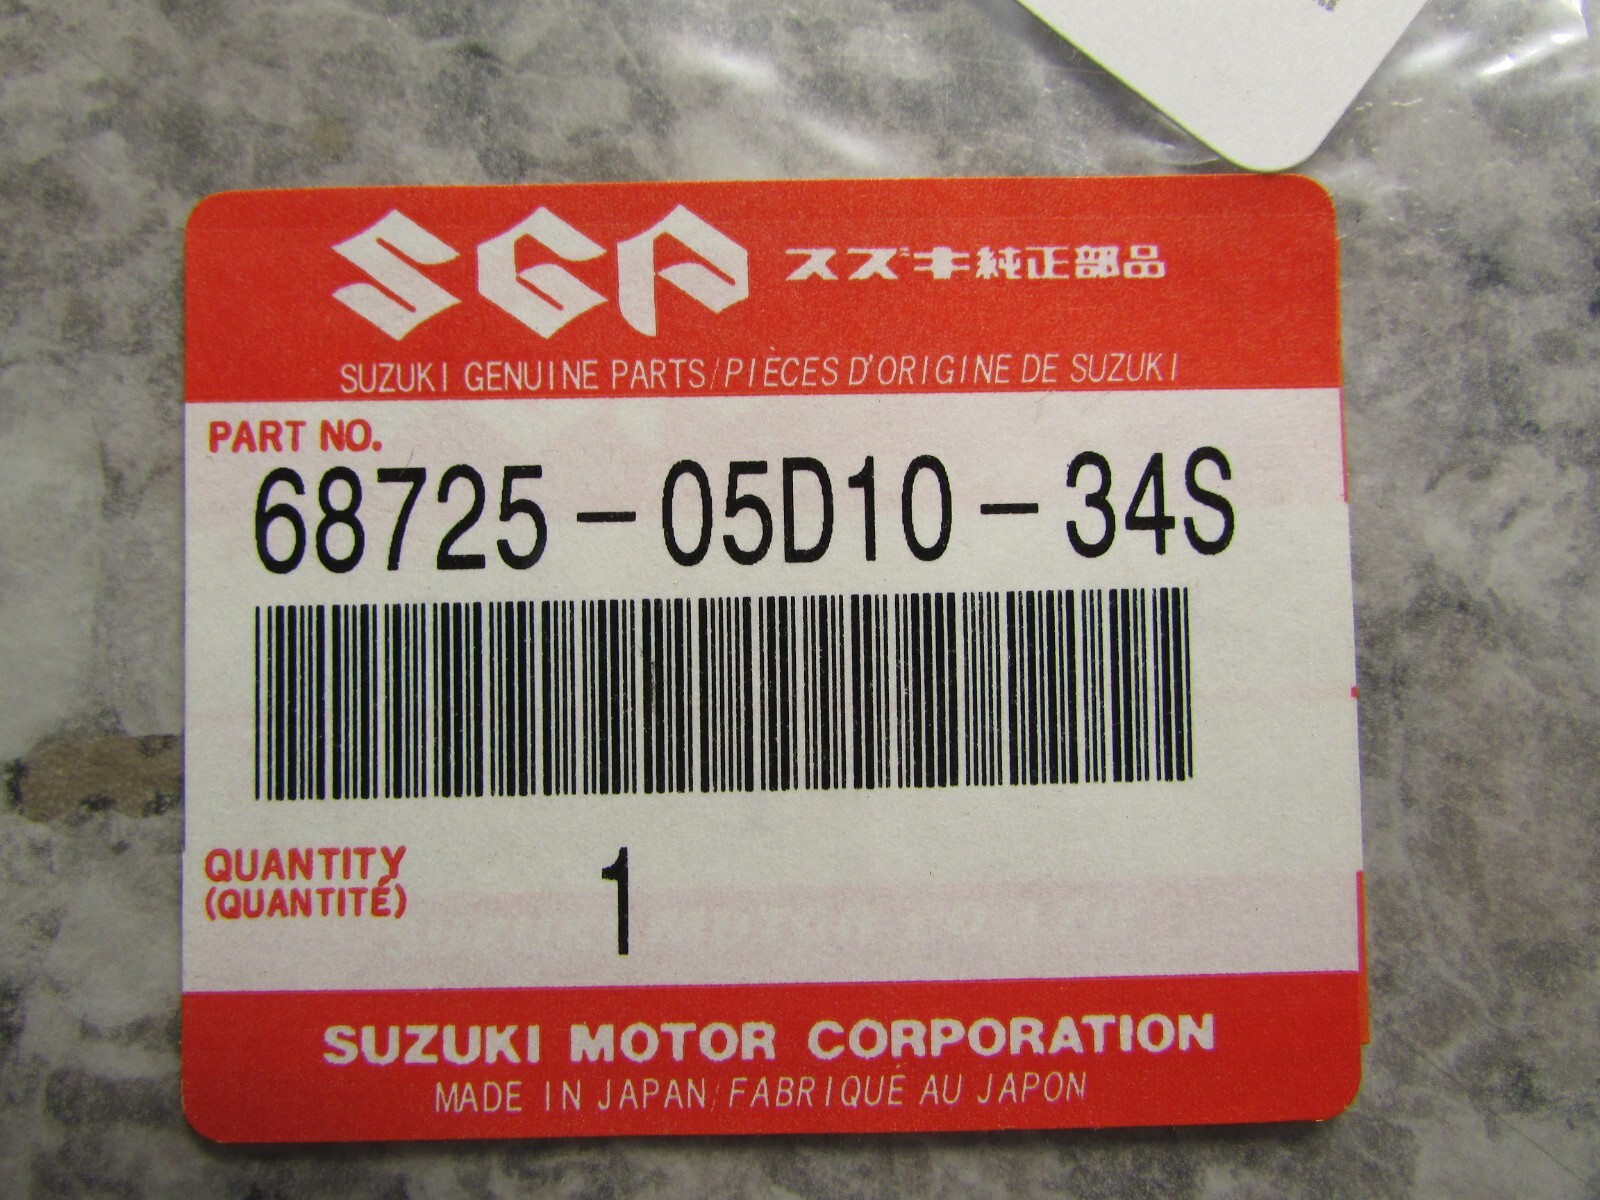 SGP スズキ純正部品
SUZUKI GENUINE PARTS/PIÈCES D'ORIGINE DE SUZUKI
PART NO.
68725-05D10-34S
QUANTITY
(QUANTITÉ)
1
SUZUKI MOTOR CORPORATION
MADE IN JAPAN/FABRIQUÉ AU JAPON